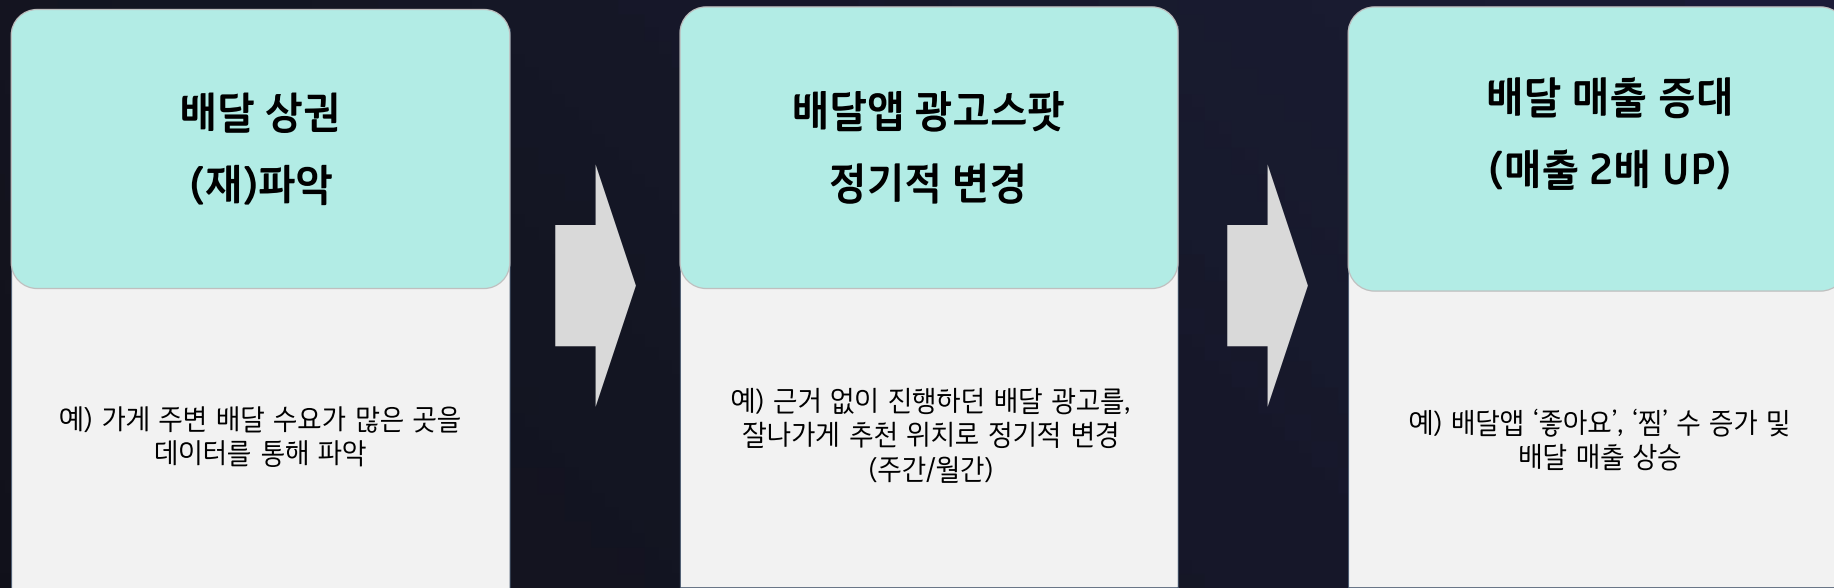 배달 상권
(재)파악
예) 가게 주변 배달 수요가 많은 곳을
데이터를 통해 파악
배달앱 광고스팟
정기적 변경
예) 근거 없이 진행하던 배달 광고를,
잘나가게 추천 위치로 정기적 변경
(주간/월간)
배달 매출 증대
(매출 2배 UP)
예) 배달앱 ‘좋아요’, ‘찜’ 수 증가 및
배달 매출 상승